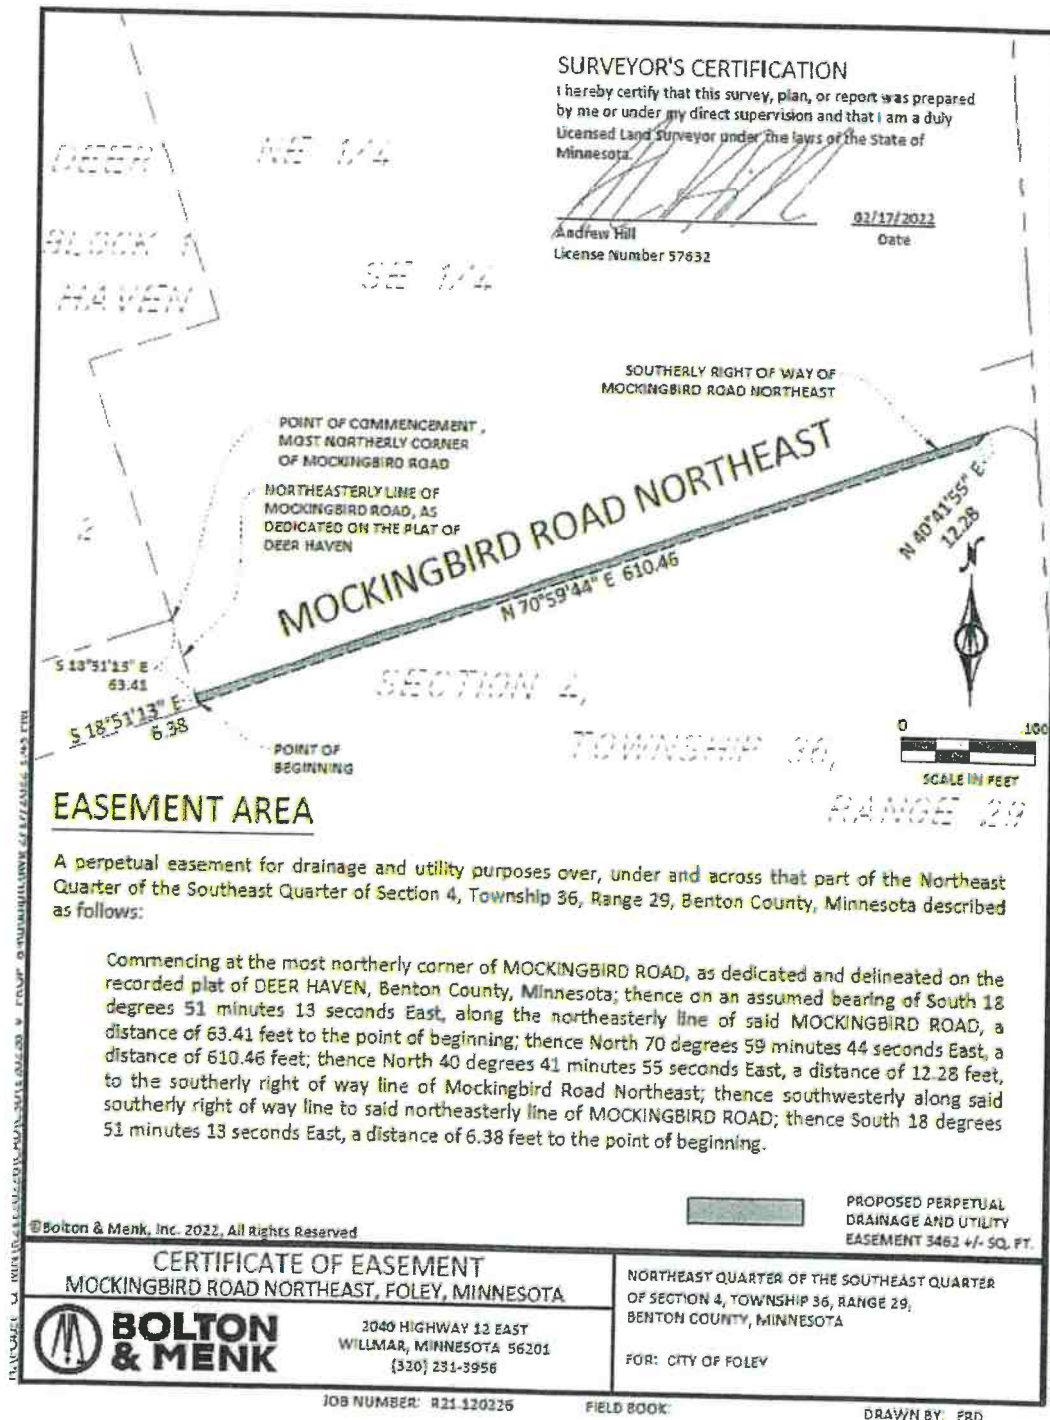 SURVEYOR'S CERTIFICATION
I hereby certify that this survey, plan, or report was prepared
by me or under my direct supervision and that I am a duly
Licensed Land Surveyor under the laws of the State of
Minnesota.
02/17/2022
Andrew Hill
Date
License Number 57632
DEER
NE 1/4
BLOCK 1
SE 1/4
HAVEN
SOUTHERLY RIGHT OF WAY OF
MOCKINGBIRD ROAD NORTHEAST
POINT OF COMMENCEMENT,
MOST NORTHERLY CORNER
OF MOCKINGBIRD ROAD
NORTHEASTERLY LINE OF
MOCKINGBIRD ROAD, AS
DEDICATED ON THE PLAT OF
DEER HAVEN
2
MOCKINGBIRD ROAD NORTHEAST
N 40°41'55" E
12.28
N
N 70°59'44" E 610.46
S 18°51'13" E
63.41
S 18°51'13" E
6.38
SECTION 4,
POINT OF
BEGINNING
TOWNSHIP 36,
0 100
SCALE IN FEET
RANGE 29
EASEMENT AREA
A perpetual easement for drainage and utility purposes over, under and across that part of the Northeast
Quarter of the Southeast Quarter of Section 4, Township 36, Range 29, Benton County, Minnesota described
as follows:
Commencing at the most northerly corner of MOCKINGBIRD ROAD, as dedicated and delineated on the
recorded plat of DEER HAVEN, Benton County, Minnesota; thence on an assumed bearing of South 18
degrees 51 minutes 13 seconds East, along the northeasterly line of said MOCKINGBIRD ROAD, a
distance of 63.41 feet to the point of beginning; thence North 70 degrees 59 minutes 44 seconds East, a
distance of 610.46 feet; thence North 40 degrees 41 minutes 55 seconds East, a distance of 12.28 feet,
to the southerly right of way line of Mockingbird Road Northeast; thence southwesterly along said
southerly right of way line to said northeasterly line of MOCKINGBIRD ROAD; thence South 18 degrees
51 minutes 13 seconds East, a distance of 6.38 feet to the point of beginning.
PROPOSED PERPETUAL
DRAINAGE AND UTILITY
EASEMENT 3462 +/- SQ. FT.
©Bolton & Menk, Inc. 2022, All Rights Reserved
CERTIFICATE OF EASEMENT
MOCKINGBIRD ROAD NORTHEAST, FOLEY, MINNESOTA
BOLTON
& MENK
2040 HIGHWAY 12 EAST
WILLMAR, MINNESOTA 56201
(320) 231-3956
NORTHEAST QUARTER OF THE SOUTHEAST QUARTER
OF SECTION 4, TOWNSHIP 36, RANGE 29,
BENTON COUNTY, MINNESOTA
FOR: CITY OF FOLEY
JOB NUMBER: R21.120226
FIELD BOOK:
DRAWN BY: